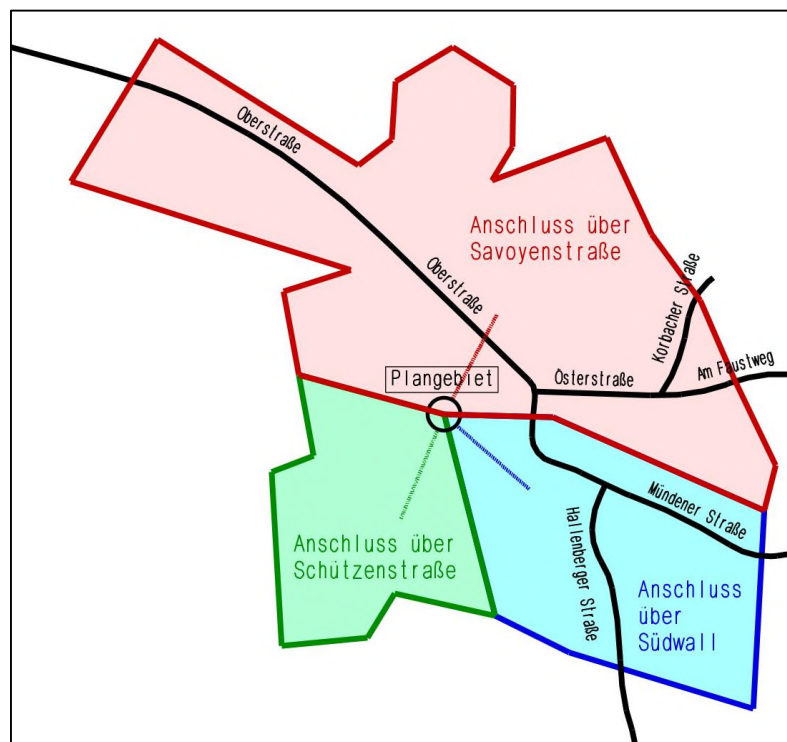 Oberstraße
Anschluss über
Savoyenstraße
Oberstraße
Korbacher Straße
Plangebiet
Österstraße
Am Faustweg
Mündener Straße
Hallenberger Straße
Anschluss über
Schützenstraße
Anschluss
über
Südwall